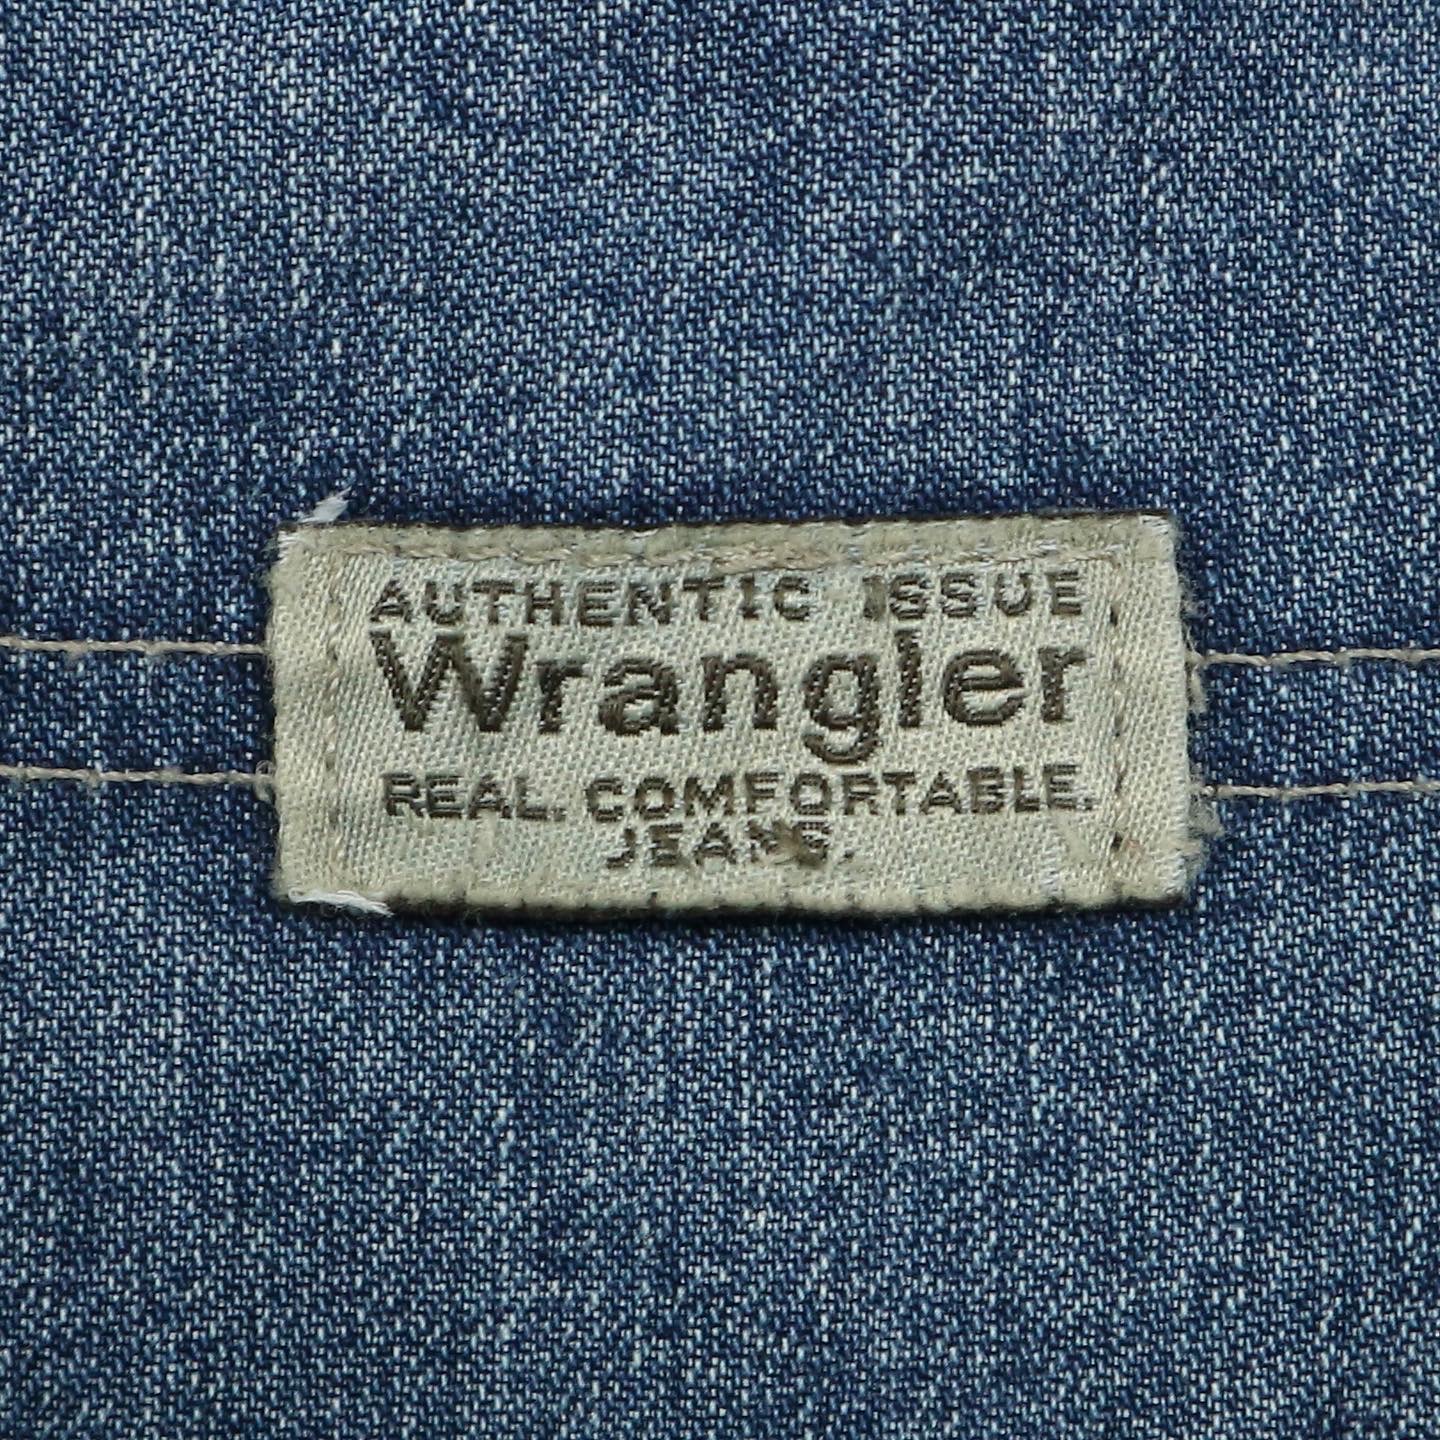 AUTHENTIC ISSUE
Wrangler
REAL. COMFORTABLE.
JEANS.